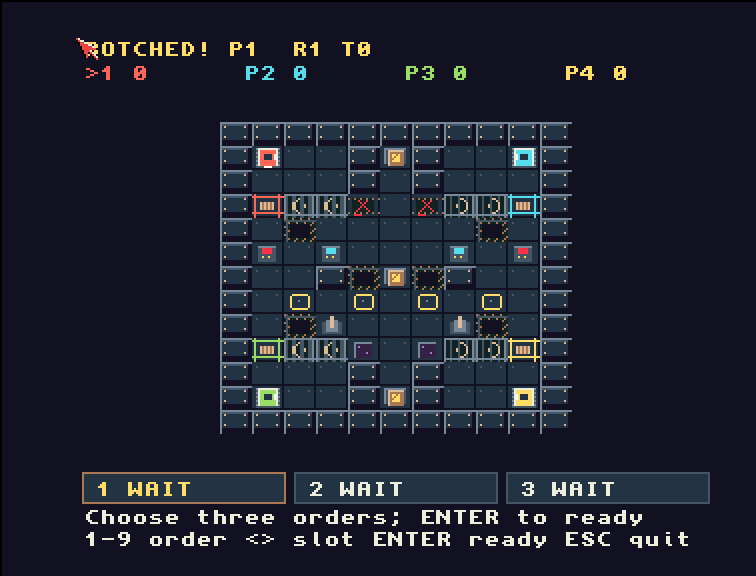 BOTCHED! P1 R1 T0
>1 0 P2 0 P3 0 P4 0
1 WAIT 2 WAIT 3 WAIT
Choose three orders; ENTER to ready
1-9 order <> slot ENTER ready ESC quit